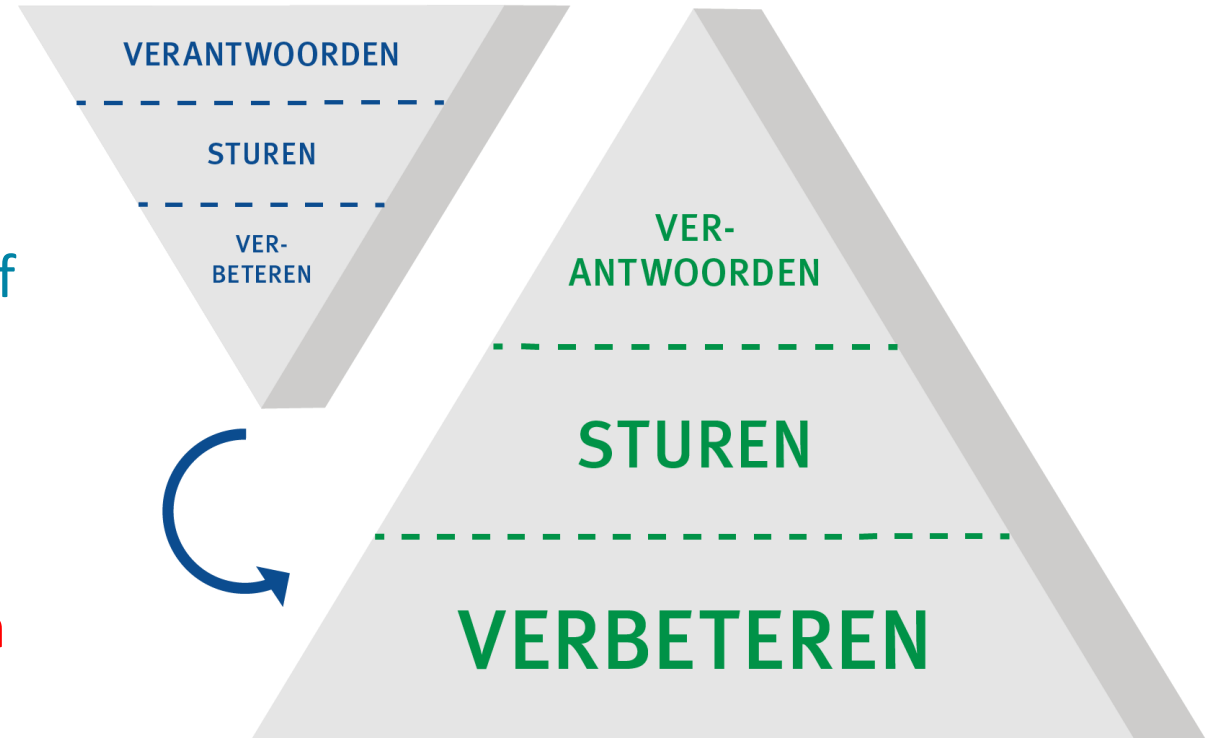 VERANTWOORDEN
STUREN
VER-
BETEREN
f
VER-
ANTWOORDEN
STUREN
VERBETEREN